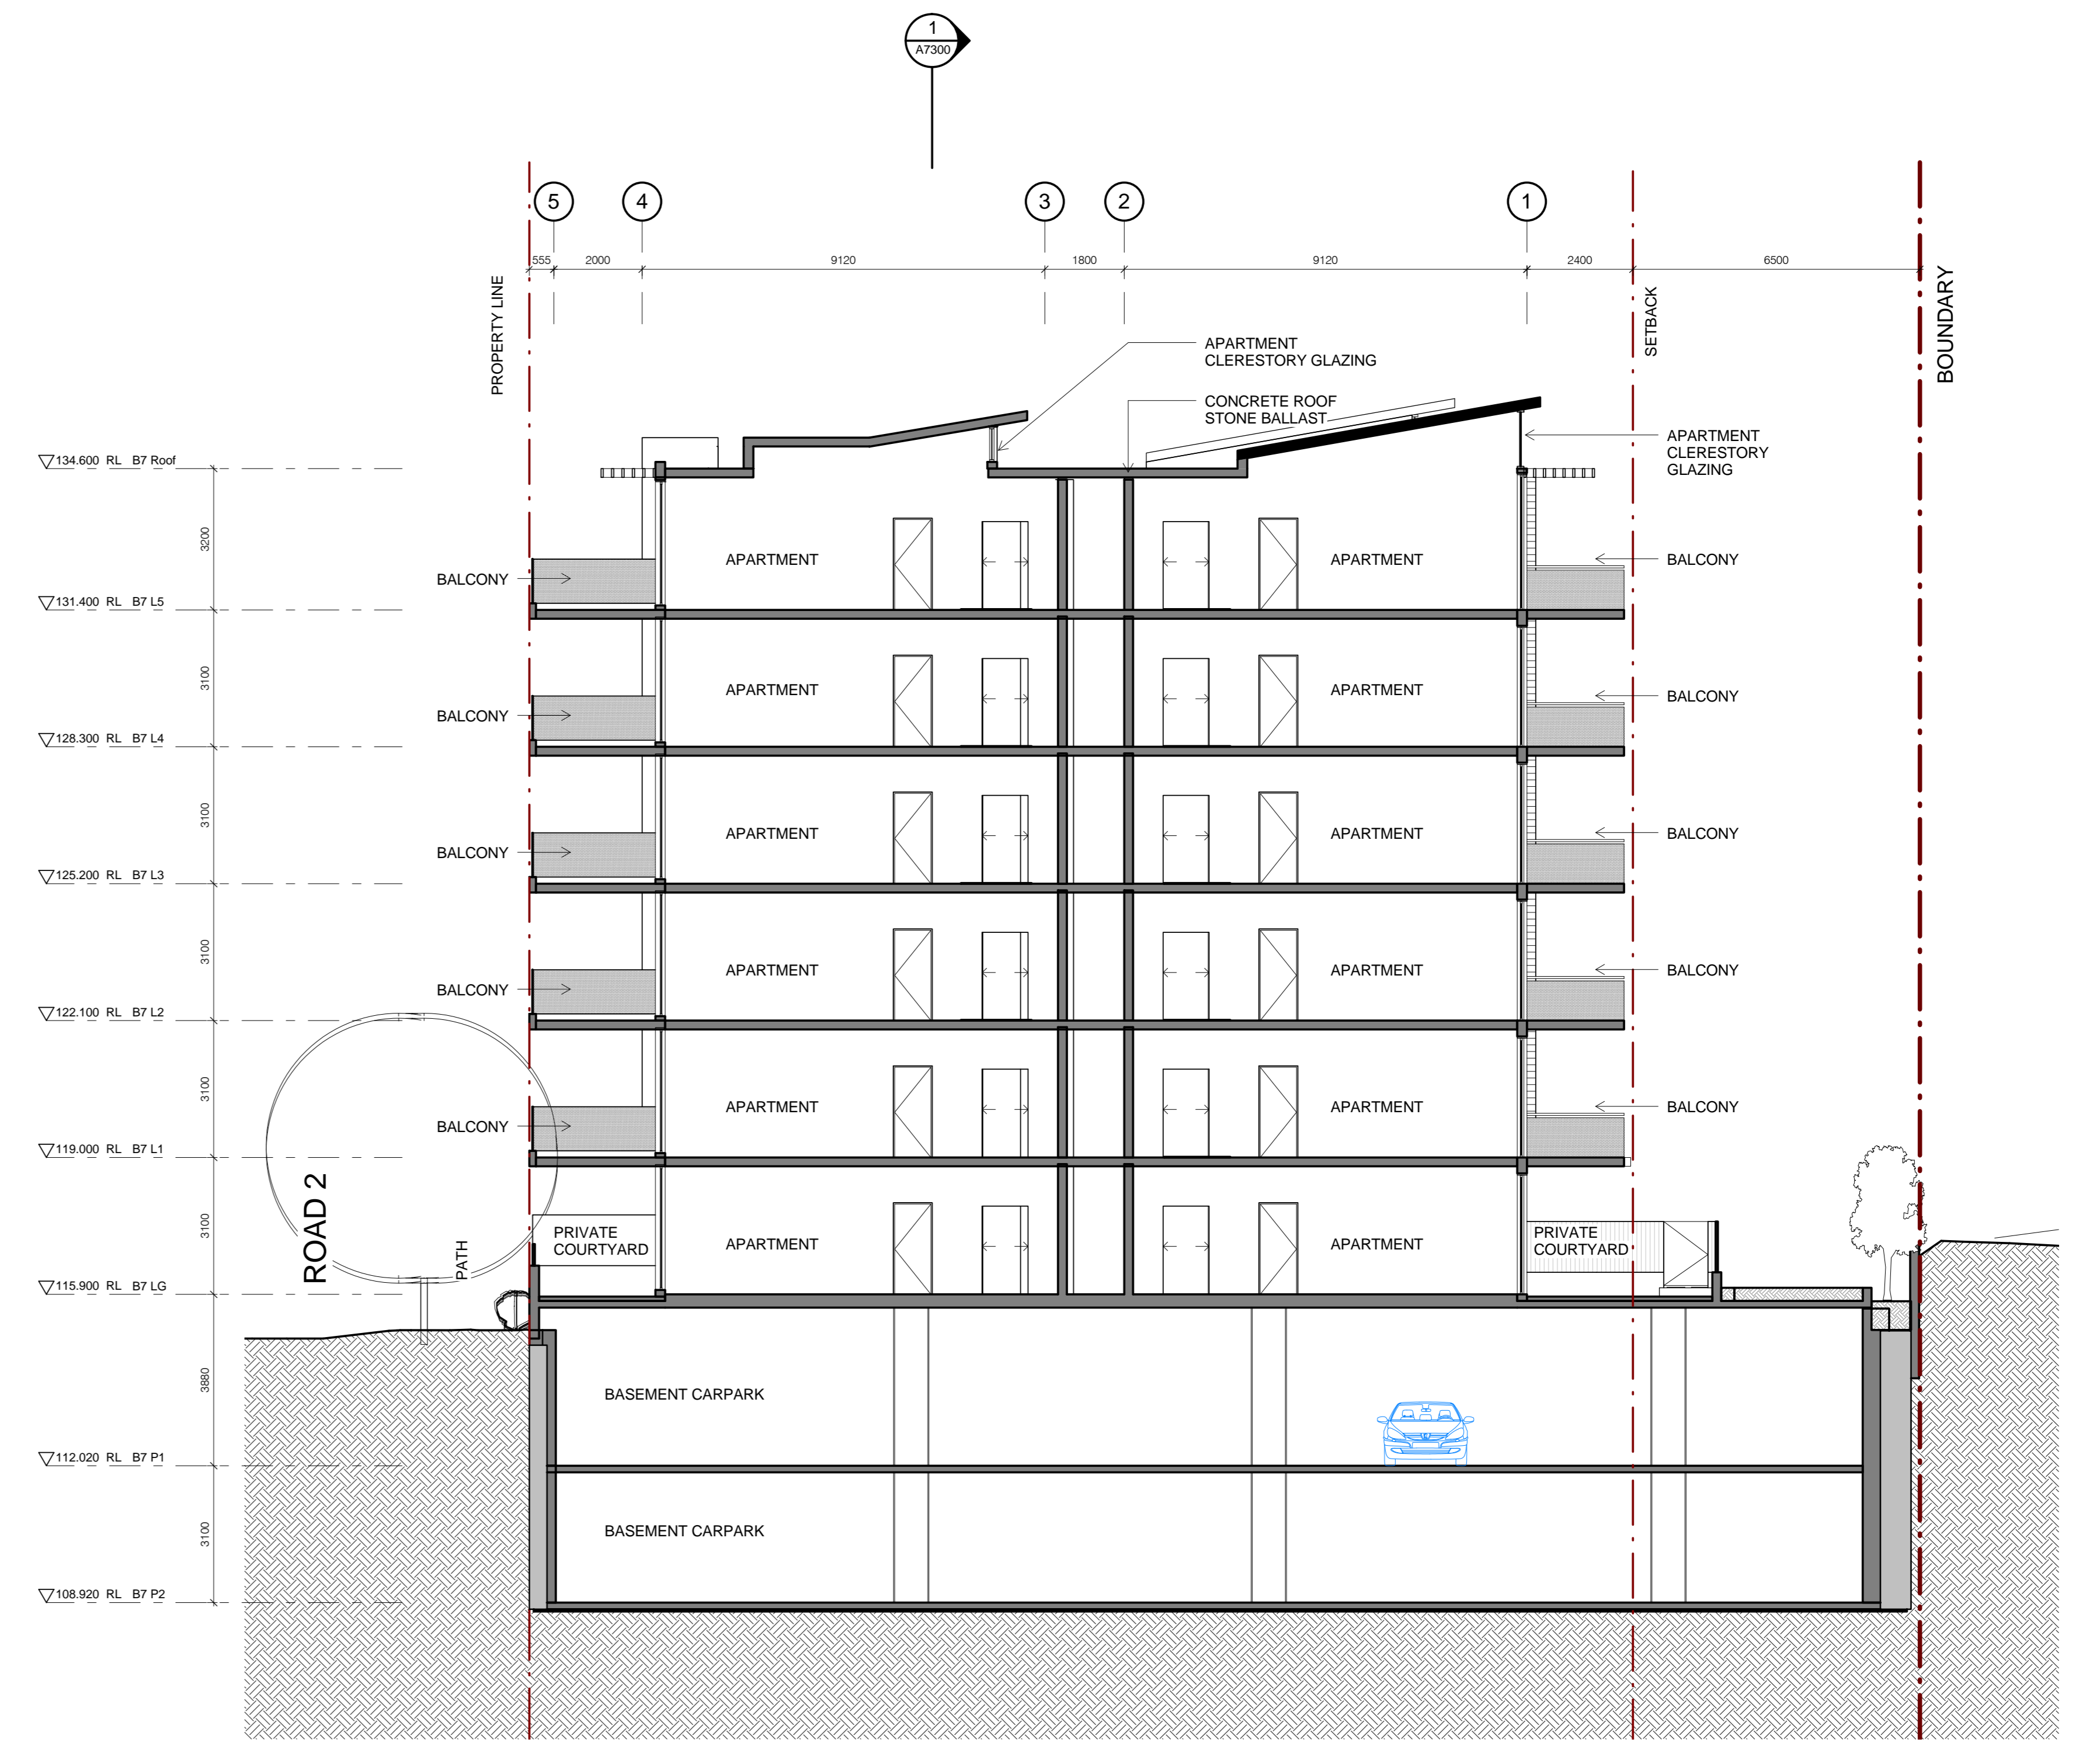 1
A7300
5
4
3
2
1
555
2000
9120
1800
9120
2400
6500
PROPERTY LINE
SETBACK
BOUNDARY
APARTMENT
CLERESTORY GLAZING
CONCRETE ROOF
STONE BALLAST
APARTMENT
CLERESTORY
GLAZING
134.600 RL B7 Roof
3200
APARTMENT
APARTMENT
BALCONY
BALCONY
131.400 RL B7 L5
3100
APARTMENT
APARTMENT
BALCONY
BALCONY
128.300 RL B7 L4
3100
APARTMENT
APARTMENT
BALCONY
BALCONY
125.200 RL B7 L3
3100
APARTMENT
APARTMENT
BALCONY
BALCONY
122.100 RL B7 L2
3100
APARTMENT
APARTMENT
BALCONY
BALCONY
119.000 RL B7 L1
3100
ROAD 2
PATH
PRIVATE
COURTYARD
APARTMENT
APARTMENT
PRIVATE
COURTYARD
115.900 RL B7 LG
3880
BASEMENT CARPARK
112.020 RL B7 P1
3100
BASEMENT CARPARK
108.920 RL B7 P2